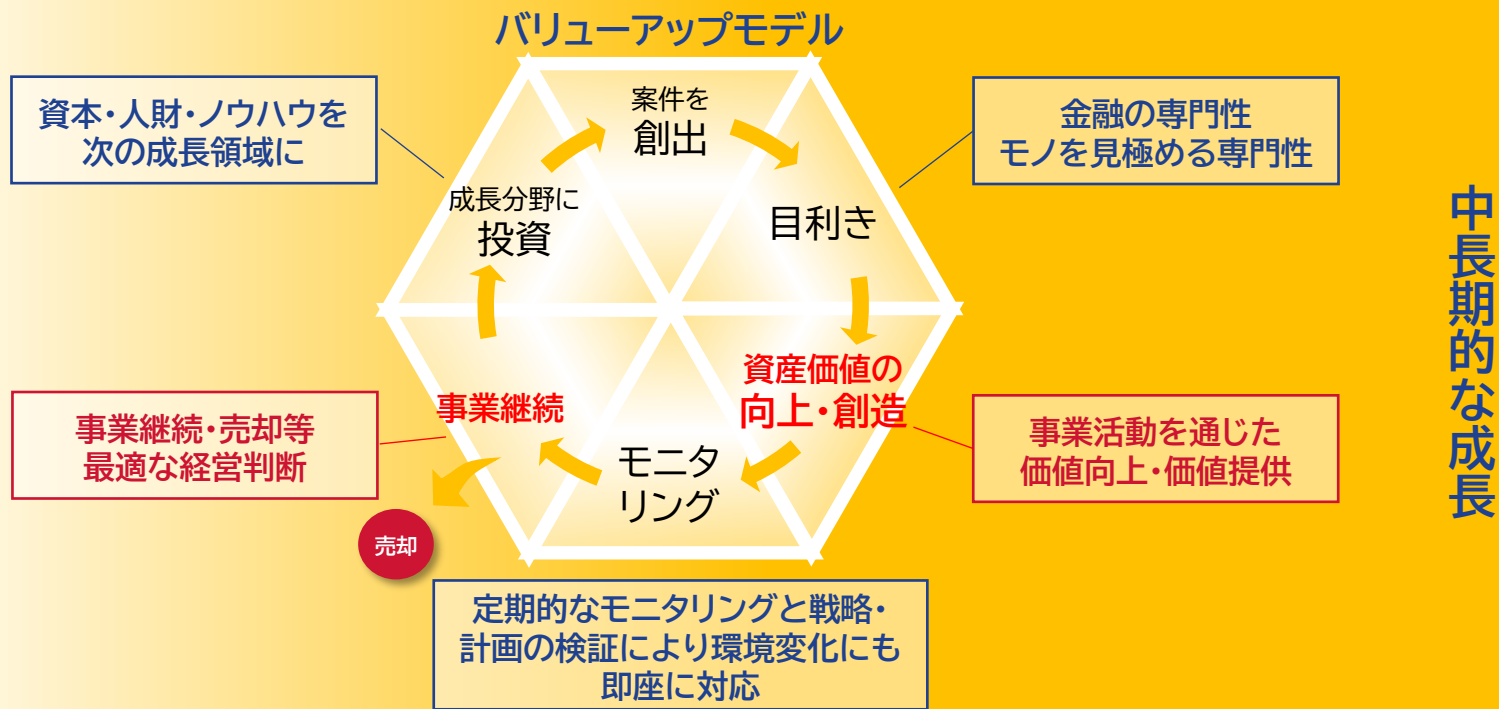 バリューアップモデル
資本・人財・ノウハウを
次の成長領域に
案件を
創出
金融の専門性
モノを見極める専門性
成長分野に
投資
目利き
中長期的な成長
事業継続
資産価値の
向上・創造
事業継続・売却等
最適な経営判断
モニタ
リング
事業活動を通じた
価値向上・価値提供
売却
定期的なモニタリングと戦略・
計画の検証により環境変化にも
即座に対応